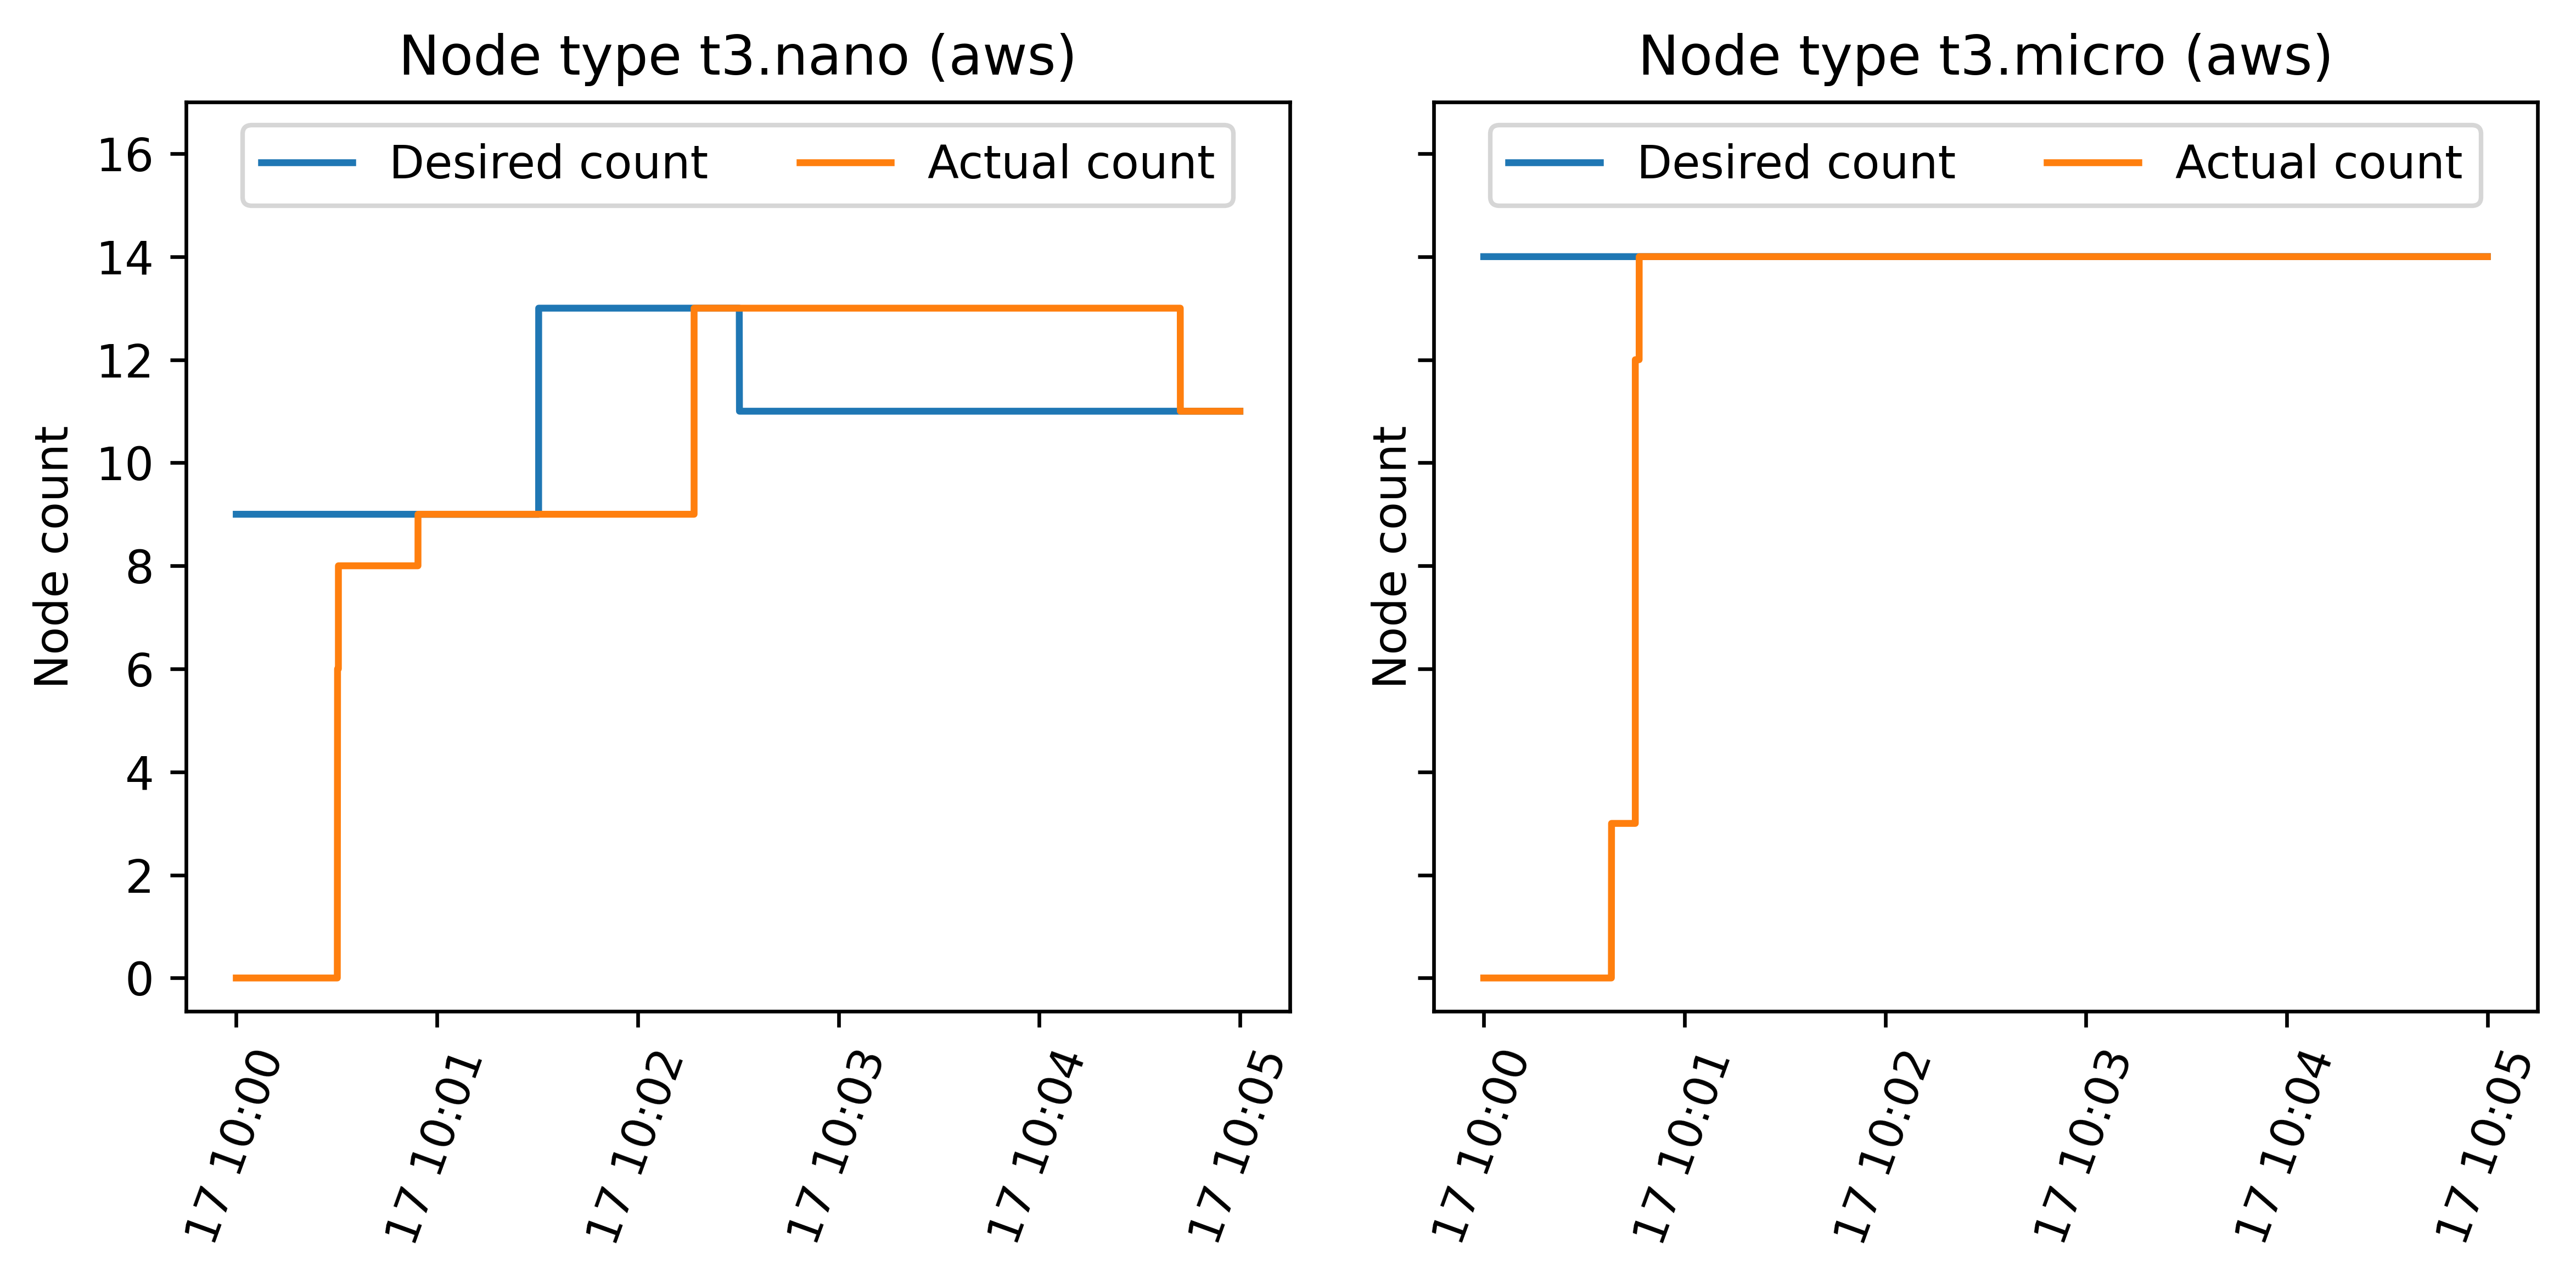 Node type t3.nano (aws)
Desired count
Actual count
Node count
16
14
12
10
8
6
4
2
0
17 10:00
17 10:01
17 10:02
17 10:03
17 10:04
17 10:05
Node type t3.micro (aws)
Desired count
Actual count
Node count
17 10:00
17 10:01
17 10:02
17 10:03
17 10:04
17 10:05